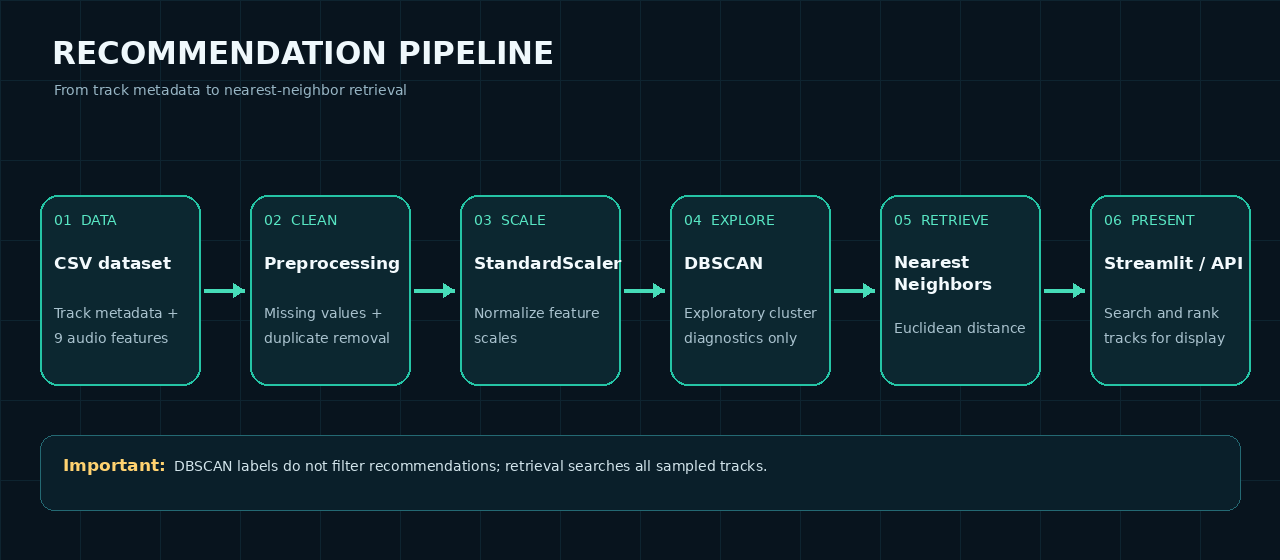 RECOMMENDATION PIPELINE
From track metadata to nearest-neighbor retrieval
01 DATA
CSV dataset
Track metadata +
9 audio features
02 CLEAN
Preprocessing
Missing values +
duplicate removal
03 SCALE
StandardScaler
Normalize feature
scales
04 EXPLORE
DBSCAN
Exploratory cluster
diagnostics only
05 RETRIEVE
Nearest
Neighbors
Euclidean distance
06 PRESENT
Streamlit / API
Search and rank
tracks for display
Important: DBSCAN labels do not filter recommendations; retrieval searches all sampled tracks.